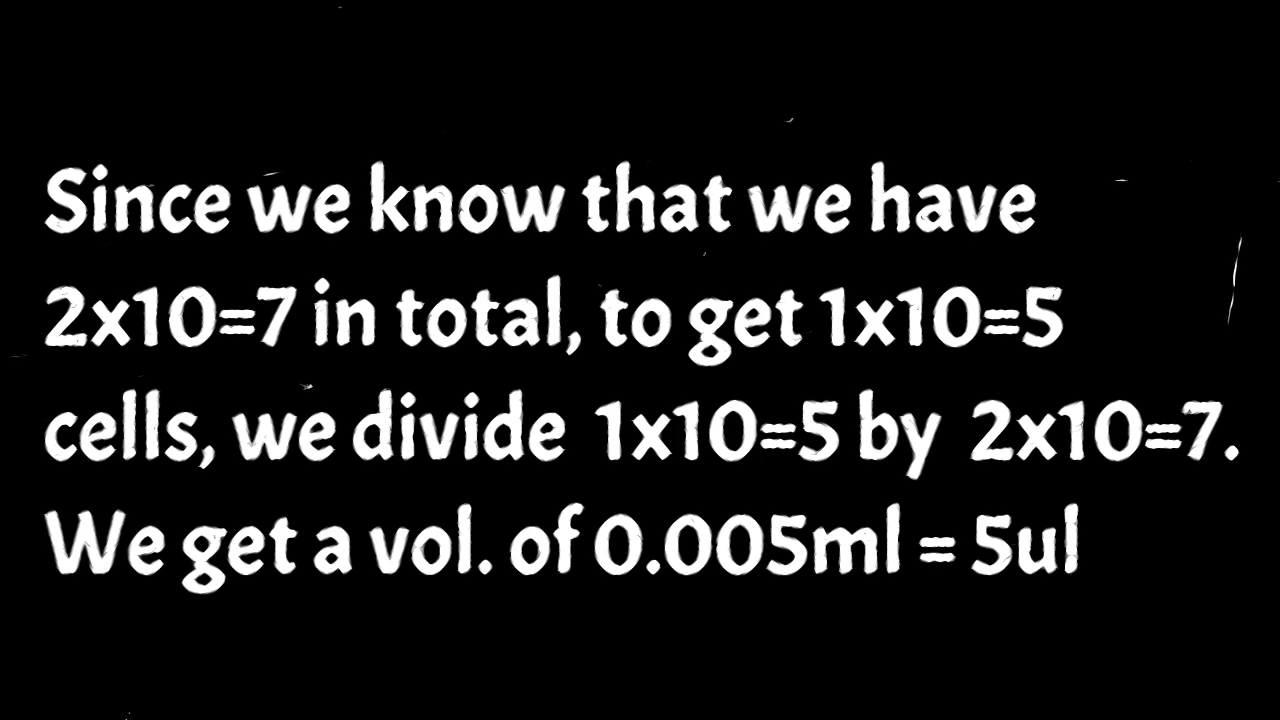 Since we know that we have
2x10=7 in total, to get 1x10=5
cells, we divide 1x10=5 by 2x10=7.
We get a vol. of 0.005ml = 5ul